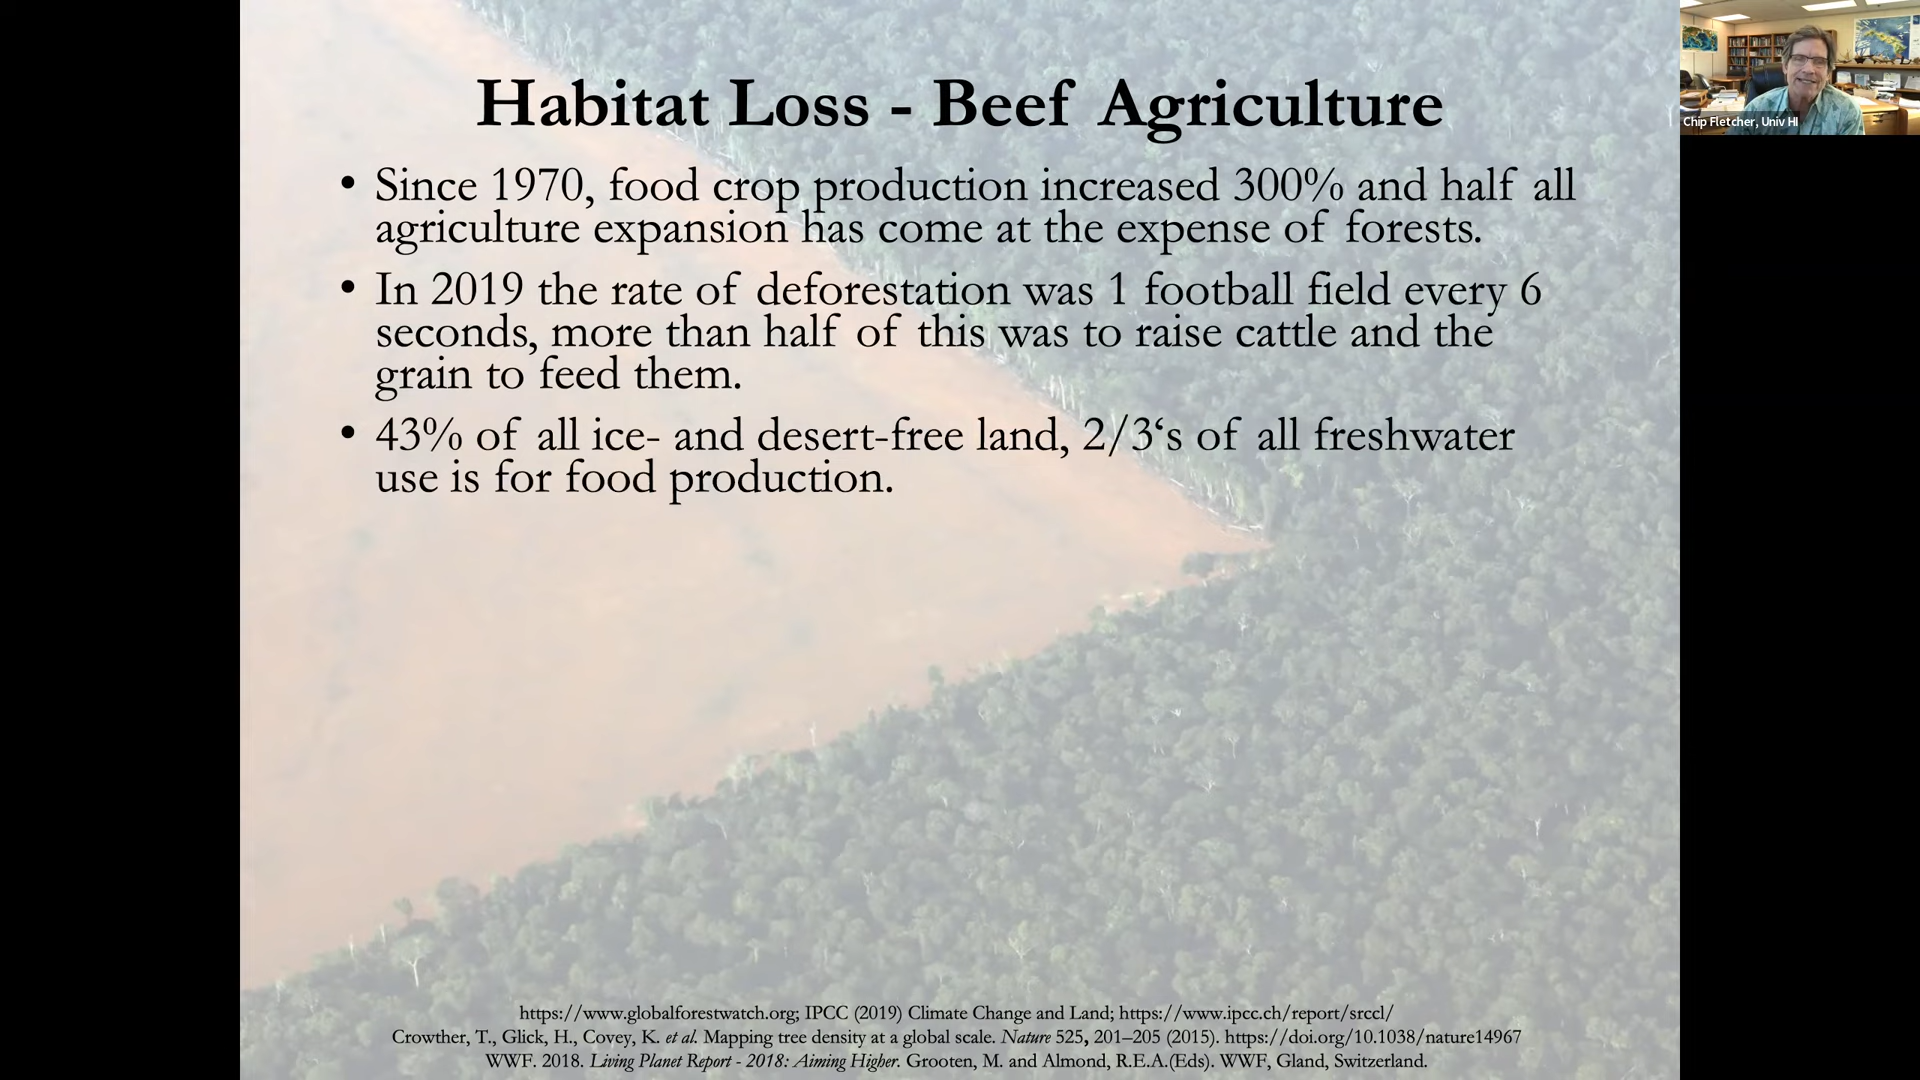 Habitat Loss - Beef Agriculture
• Since 1970, food crop production increased 300% and half all
agriculture expansion has come at the expense of forests.
• In 2019 the rate of deforestation was 1 football field every 6
seconds, more than half of this was to raise cattle and the
grain to feed them.
• 43% of all ice- and desert-free land, 2/3‘s of all freshwater
use is for food production.
https://www.globalforestwatch.org; IPCC (2019) Climate Change and Land; https://www.ipcc.ch/report/srccl/
Crowther, T., Glick, H., Covey, K. et al. Mapping tree density at a global scale. Nature 525, 201–205 (2015). https://doi.org/10.1038/nature14967
WWF. 2018. Living Planet Report - 2018: Aiming Higher. Grooten, M. and Almond, R.E.A.(Eds). WWF, Gland, Switzerland.
Chip Fletcher, Univ HI